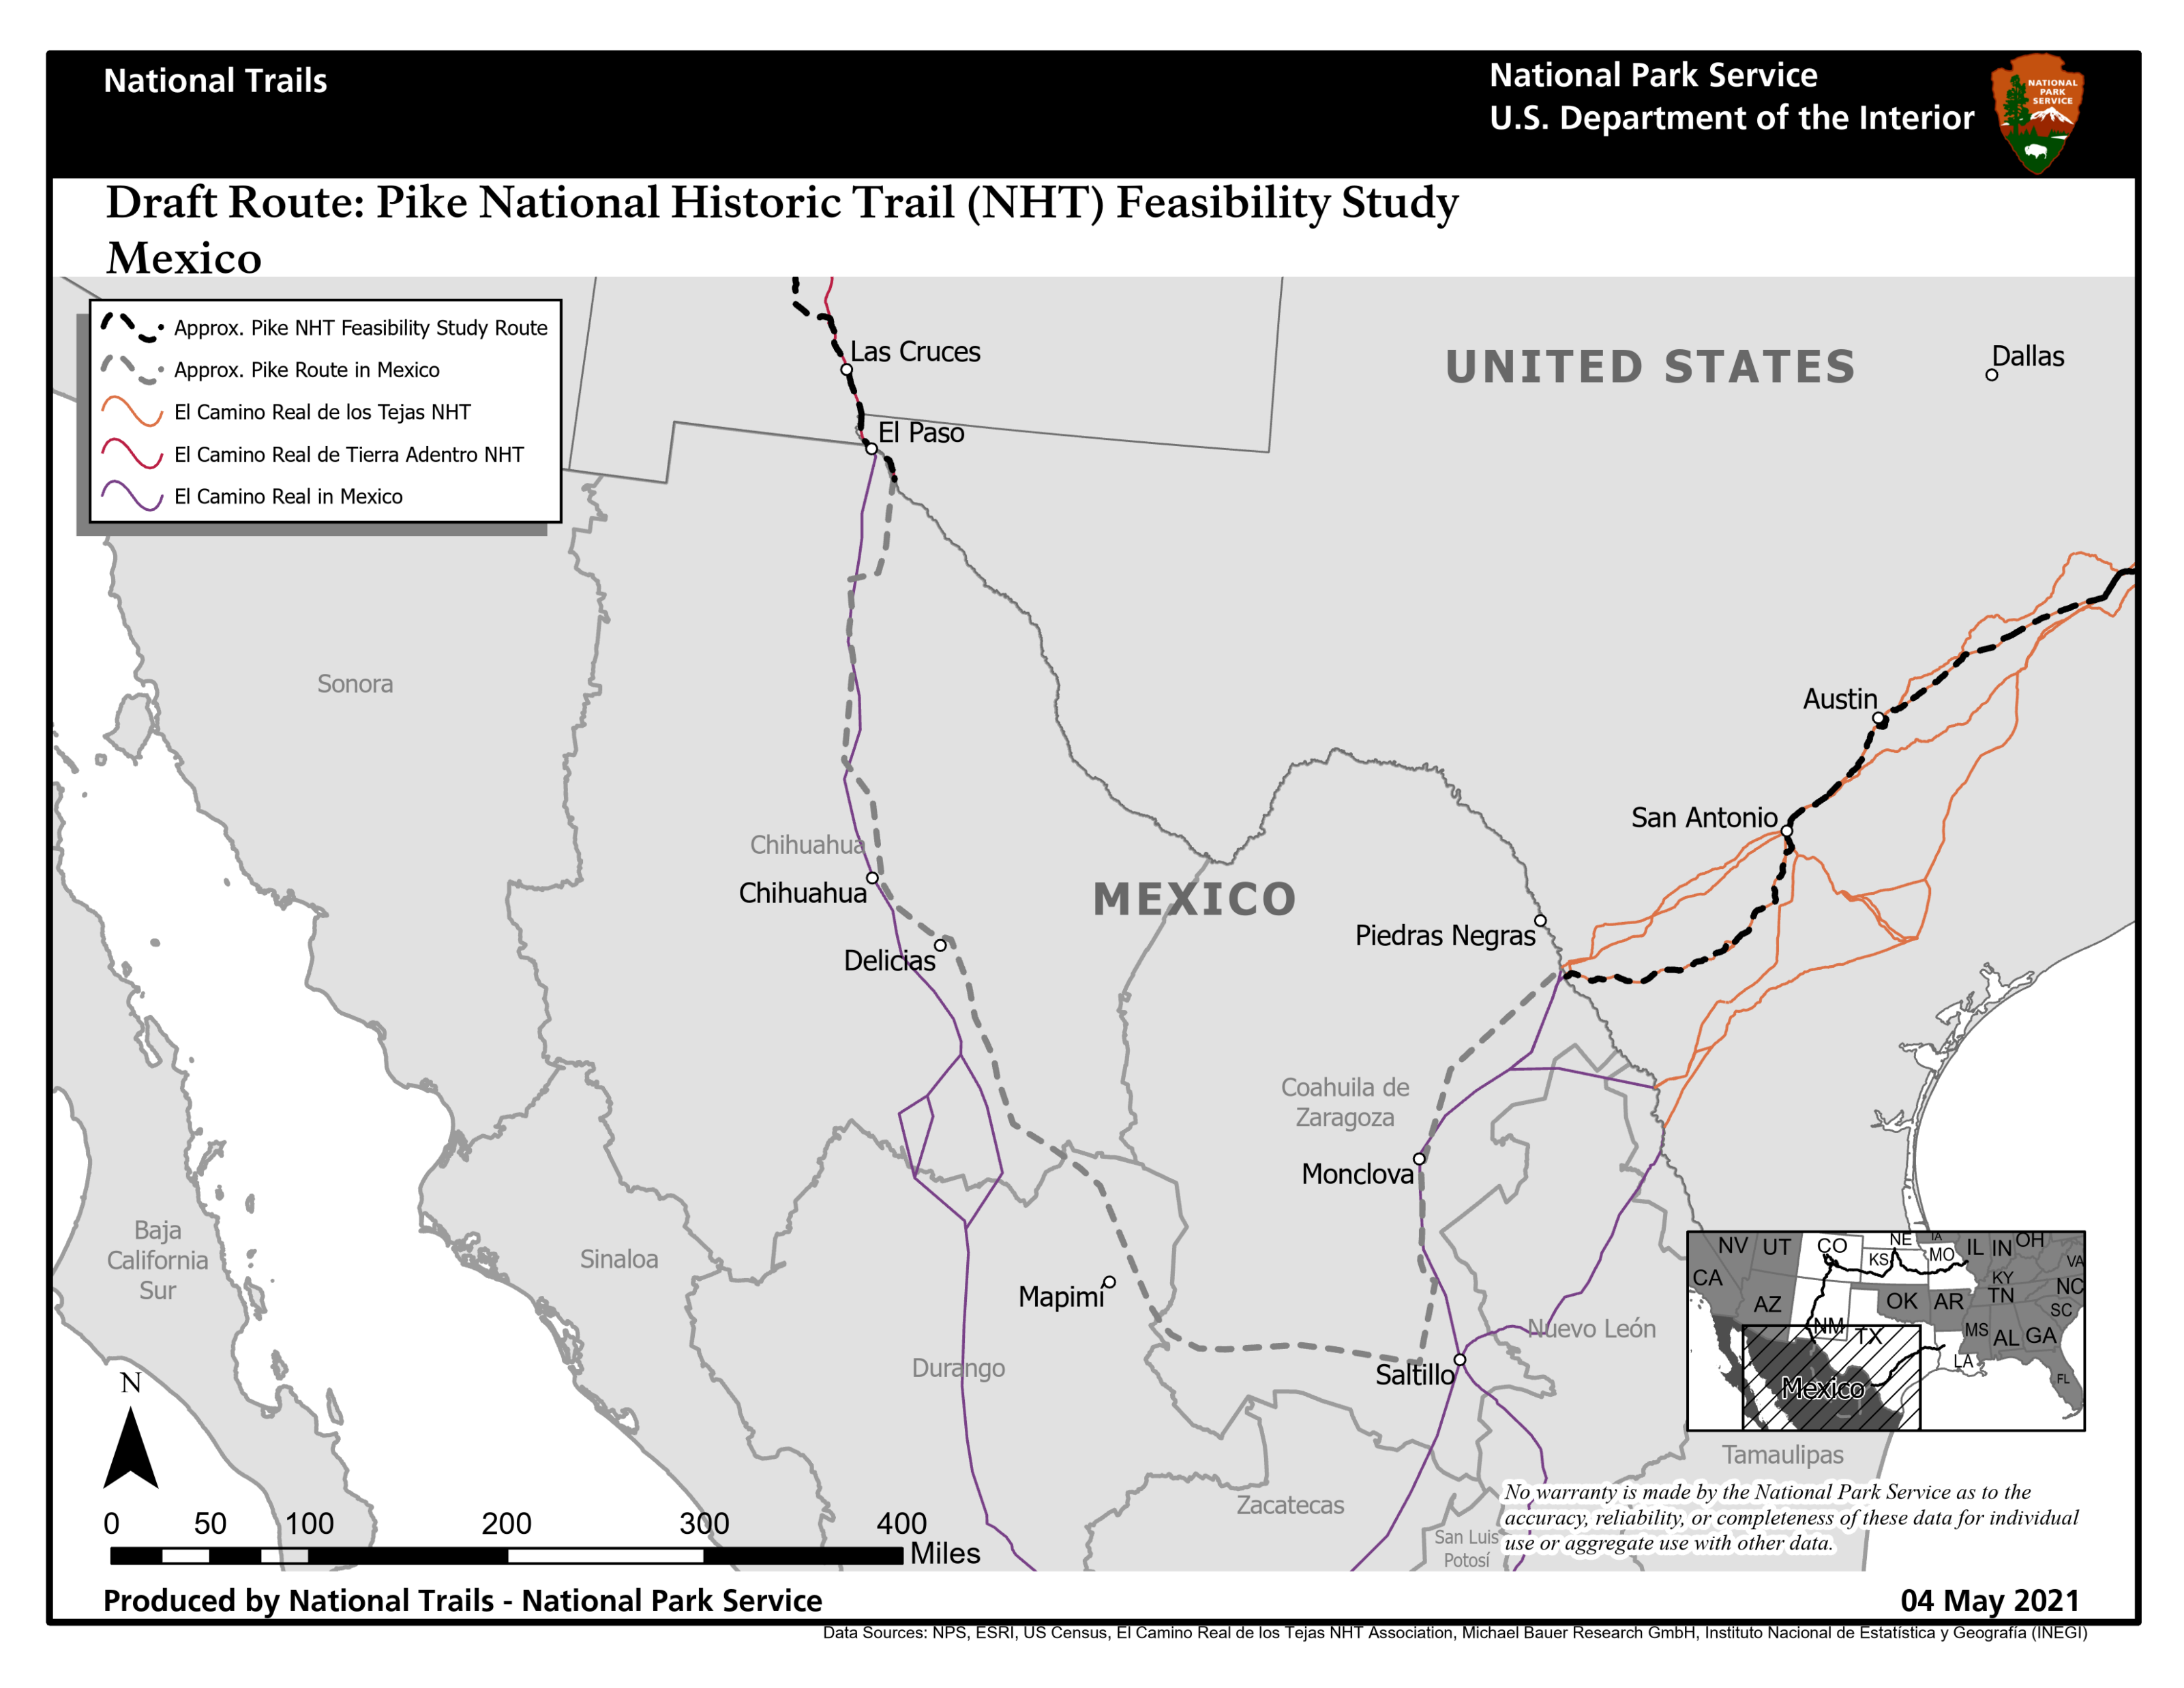 National Trails
National Park Service
U.S. Department of the Interior
NATIONAL
PARK
SERVICE
Draft Route: Pike National Historic Trail (NHT) Feasibility Study
Mexico
Approx. Pike NHT Feasibility Study Route
Approx. Pike Route in Mexico
El Camino Real de los Tejas NHT
El Camino Real de Tierra Adentro NHT
El Camino Real in Mexico
Las Cruces
UNITED STATES
Dallas
El Paso
Sonora
Austin
San Antonio
Chihuahua
Chihuahua
MEXICO
Piedras Negras
Delicias
Coahuila de
Zaragoza
Monclova
Baja
California
Sur
Sinaloa
Mapimí
Nuevo León
Durango
Saltillo
NV
UT
CO
NE
IA
IL
IN
OH
KS
MO
VA
CA
KY
NC
AZ
OK
AR
TN
SC
NM
TX
MS
AL
GA
LA
FL
Mexico
N
Tamaulipas
Zacatecas
San Luis
Potosí
No warranty is made by the National Park Service as to the
accuracy, reliability, or completeness of these data for individual
use or aggregate use with other data.
0 50 100 200 300 400
Miles
Produced by National Trails - National Park Service
04 May 2021
Data Sources: NPS, ESRI, US Census, El Camino Real de los Tejas NHT Association, Michael Bauer Research GmbH, Instituto Nacional de Estatística y Geografía (INEGI)